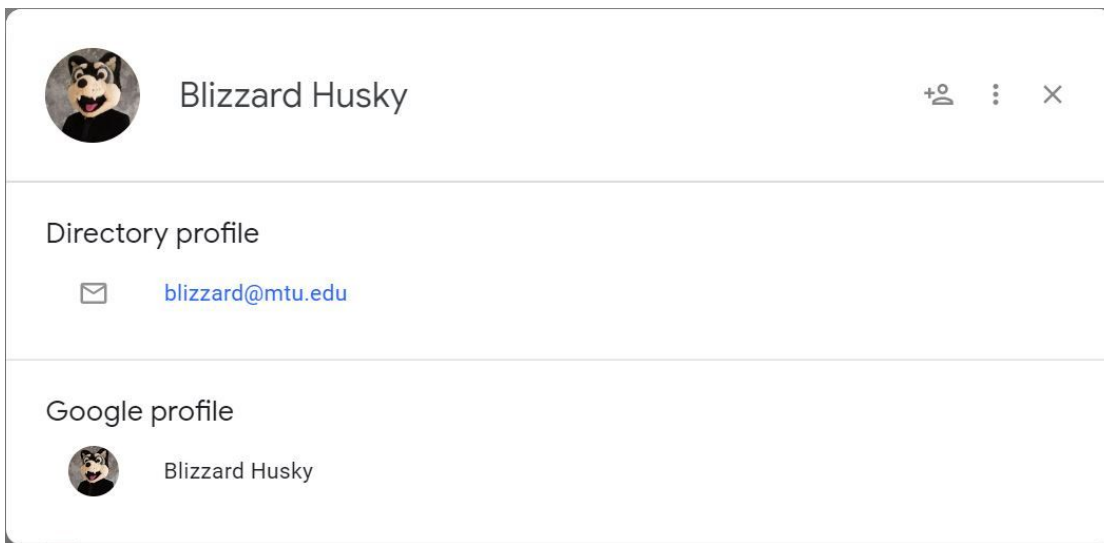 Blizzard Husky
Directory profile
blizzard@mtu.edu
Google profile
Blizzard Husky